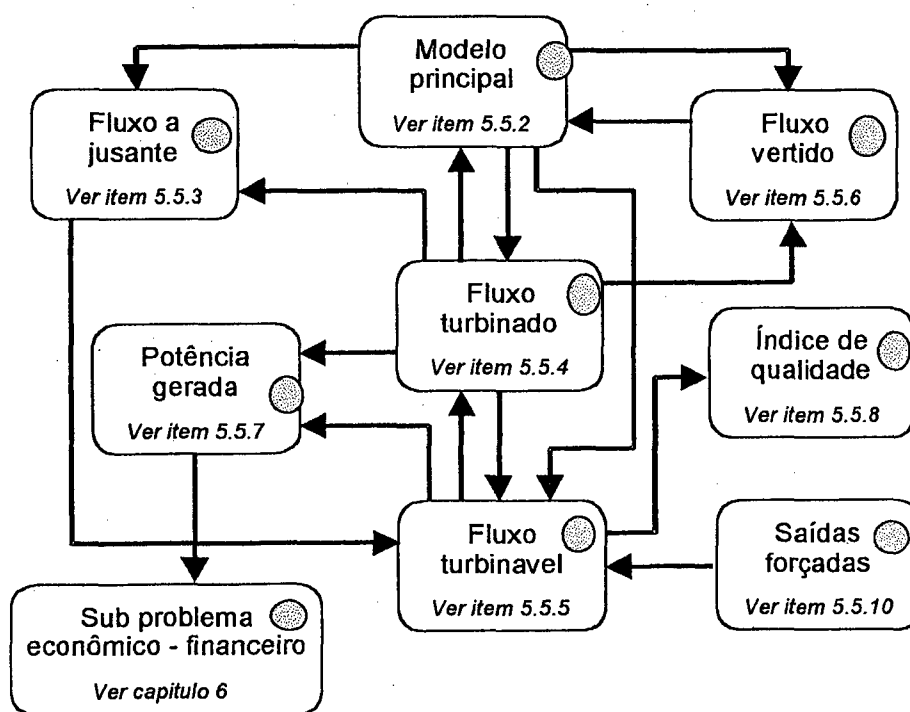 Modelo
principal
Ver item 5.5.2
Fluxo a
jusante
Ver item 5.5.3
Fluxo
vertido
Ver item 5.5.6
Fluxo
turbinado
Ver item 5.5.4
Potência
gerada
Ver item 5.5.7
Índice de
qualidade
Ver item 5.5.8
Fluxo
turbinavel
Ver item 5.5.5
Saídas
forçadas
Ver item 5.5.10
Sub problema
econômico - financeiro
Ver capitulo 6